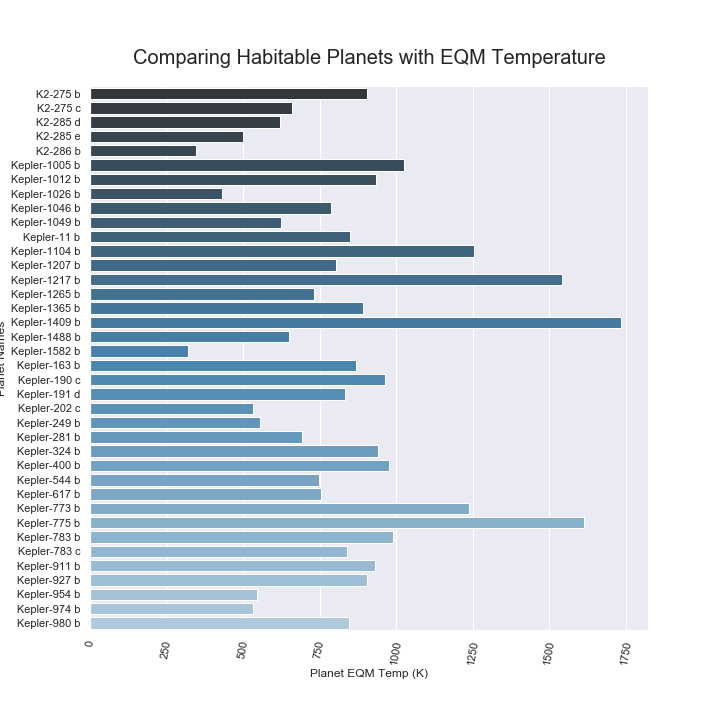 Comparing Habitable Planets with EQM Temperature
K2-275 b
K2-275 c
K2-285 d
K2-285 e
K2-286 b
Kepler-1005 b
Kepler-1012 b
Kepler-1026 b
Kepler-1046 b
Kepler-1049 b
Kepler-11 b
Kepler-1104 b
Kepler-1207 b
Kepler-1217 b
Kepler-1265 b
Kepler-1365 b
Kepler-1409 b
Kepler-1488 b
Kepler-1582 b
Kepler-163 b
Kepler-190 c
Kepler-191 d
Kepler-202 c
Kepler-249 b
Kepler-281 b
Kepler-324 b
Kepler-400 b
Kepler-544 b
Kepler-617 b
Kepler-773 b
Kepler-775 b
Kepler-783 b
Kepler-783 c
Kepler-911 b
Kepler-927 b
Kepler-954 b
Kepler-974 b
Kepler-980 b
Planet Names
0 250 500 750 1000 1250 1500 1750
Planet EQM Temp (K)